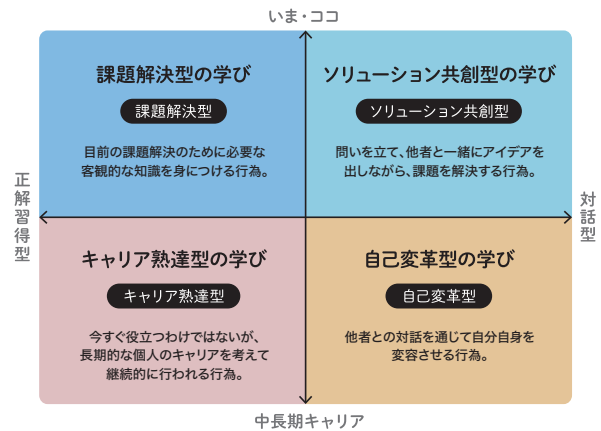 いま・ココ
課題解決型の学び
課題解決型
目前の課題解決のために必要な
客観的な知識を身につける行為。
ソリューション共創型の学び
ソリューション共創型
問いを立て、他者と一緒にアイデアを
出しながら、課題を解決する行為。
正解習得型
対話型
キャリア熟達型の学び
キャリア熟達型
今すぐ役立つわけではないが、
長期的な個人のキャリアを考えて
継続的に行われる行為。
自己変革型の学び
自己変革型
他者との対話を通じて自分自身を
変容させる行為。
中長期キャリア